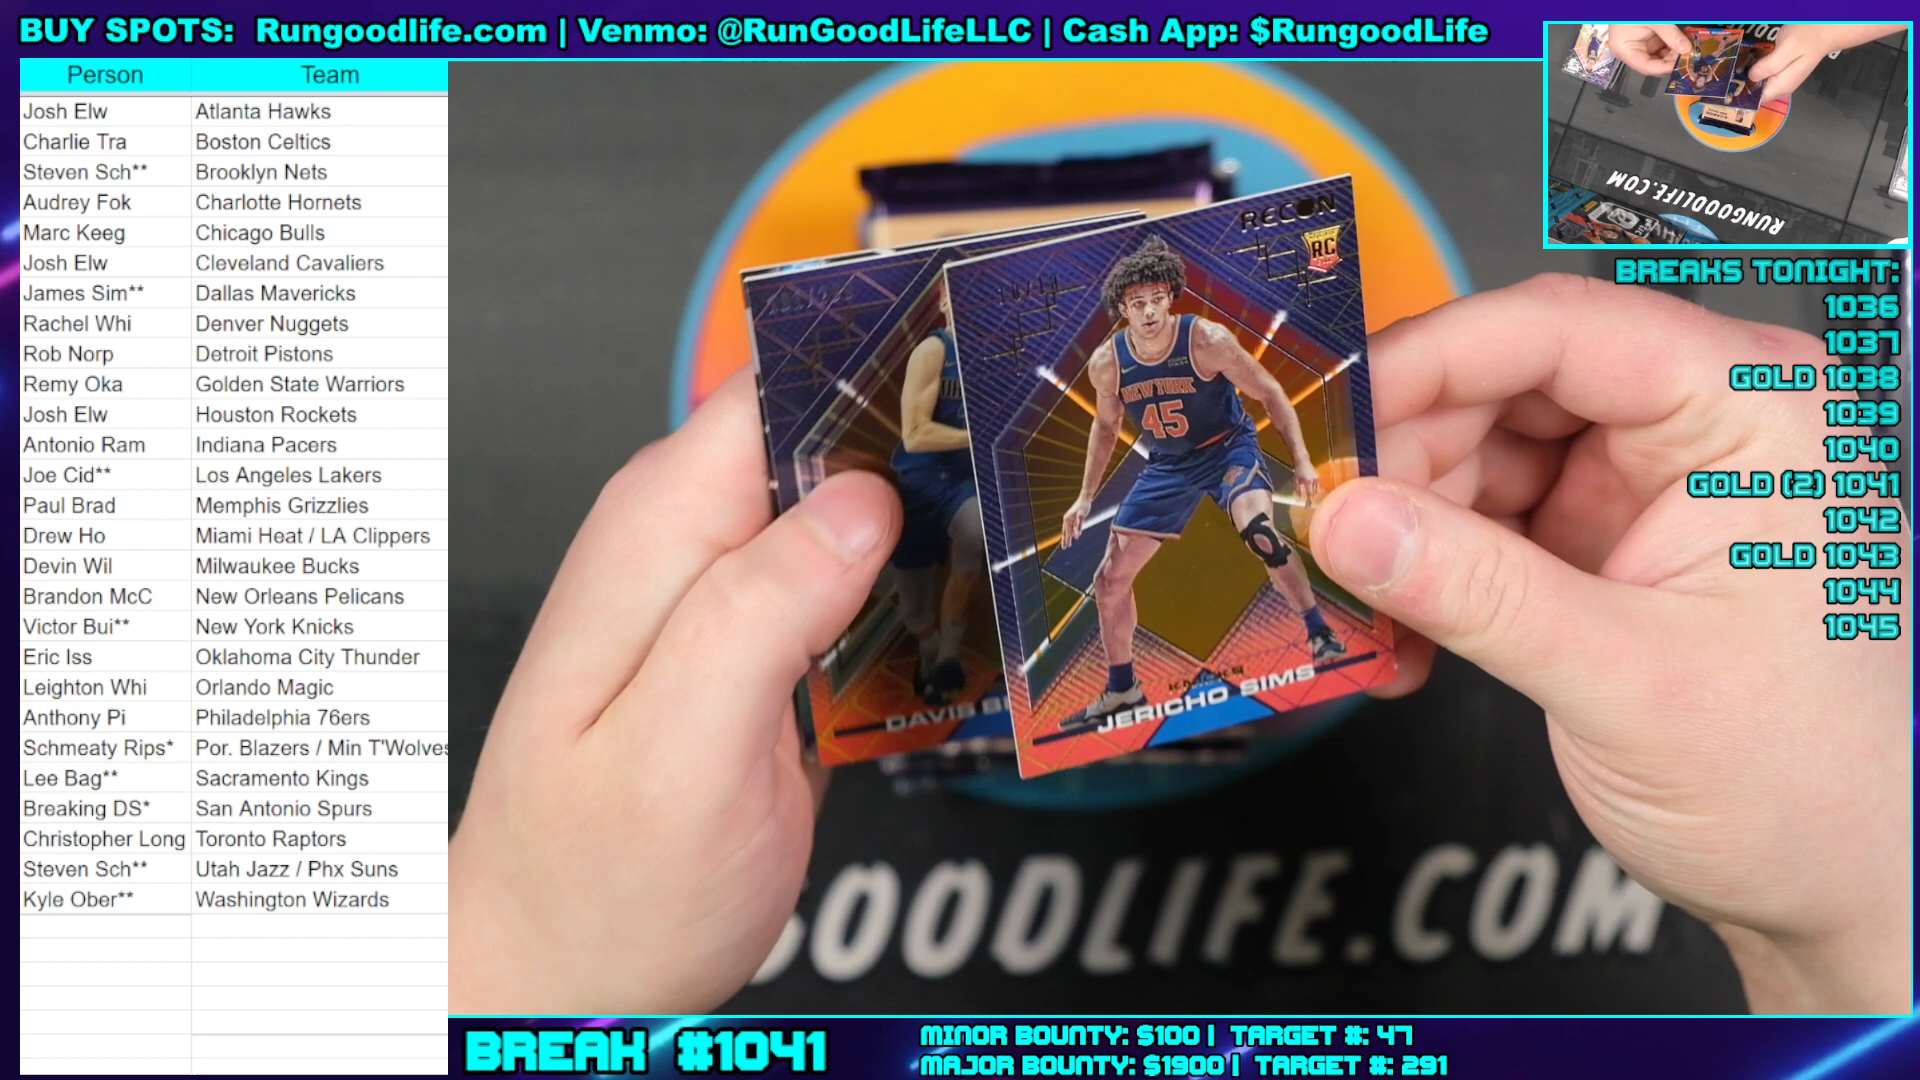 BUY SPOTS: Rungoodlife.com | Venmo: @RunGoodLifeLLC | Cash App: $RungoodLife
Person Team
Josh Elw Atlanta Hawks
Charlie Tra Boston Celtics
Steven Sch** Brooklyn Nets
Audrey Fok Charlotte Hornets
Marc Keeg Chicago Bulls
Josh Elw Cleveland Cavaliers
James Sim** Dallas Mavericks
Rachel Whi Denver Nuggets
Rob Norp Detroit Pistons
Remy Oka Golden State Warriors
Josh Elw Houston Rockets
Antonio Ram Indiana Pacers
Joe Cid** Los Angeles Lakers
Paul Brad Memphis Grizzlies
Drew Ho Miami Heat / LA Clippers
Devin Wil Milwaukee Bucks
Brandon McC New Orleans Pelicans
Victor Bui** New York Knicks
Eric Iss Oklahoma City Thunder
Leighton Whi Orlando Magic
Anthony Pi Philadelphia 76ers
Schmeaty Rips* Por. Blazers / Min T'Wolves
Lee Bag** Sacramento Kings
Breaking DS* San Antonio Spurs
Christopher Long Toronto Raptors
Steven Sch** Utah Jazz / Phx Suns
Kyle Ober** Washington Wizards
RECON
RC
10/10
NEW YORK
45
KNICKS
JERICHO SIMS
DAVIS BE
GOODLIFE.COM
RUNGOODLIFE.COM
BREAKS TONIGHT:
1036
1037
GOLD 1038
1039
1040
GOLD (2) 1041
1042
GOLD 1043
1044
1045
BREAK #1041
MINOR BOUNTY: $100 | TARGET #: 47
MAJOR BOUNTY: $1900 | TARGET #: 291